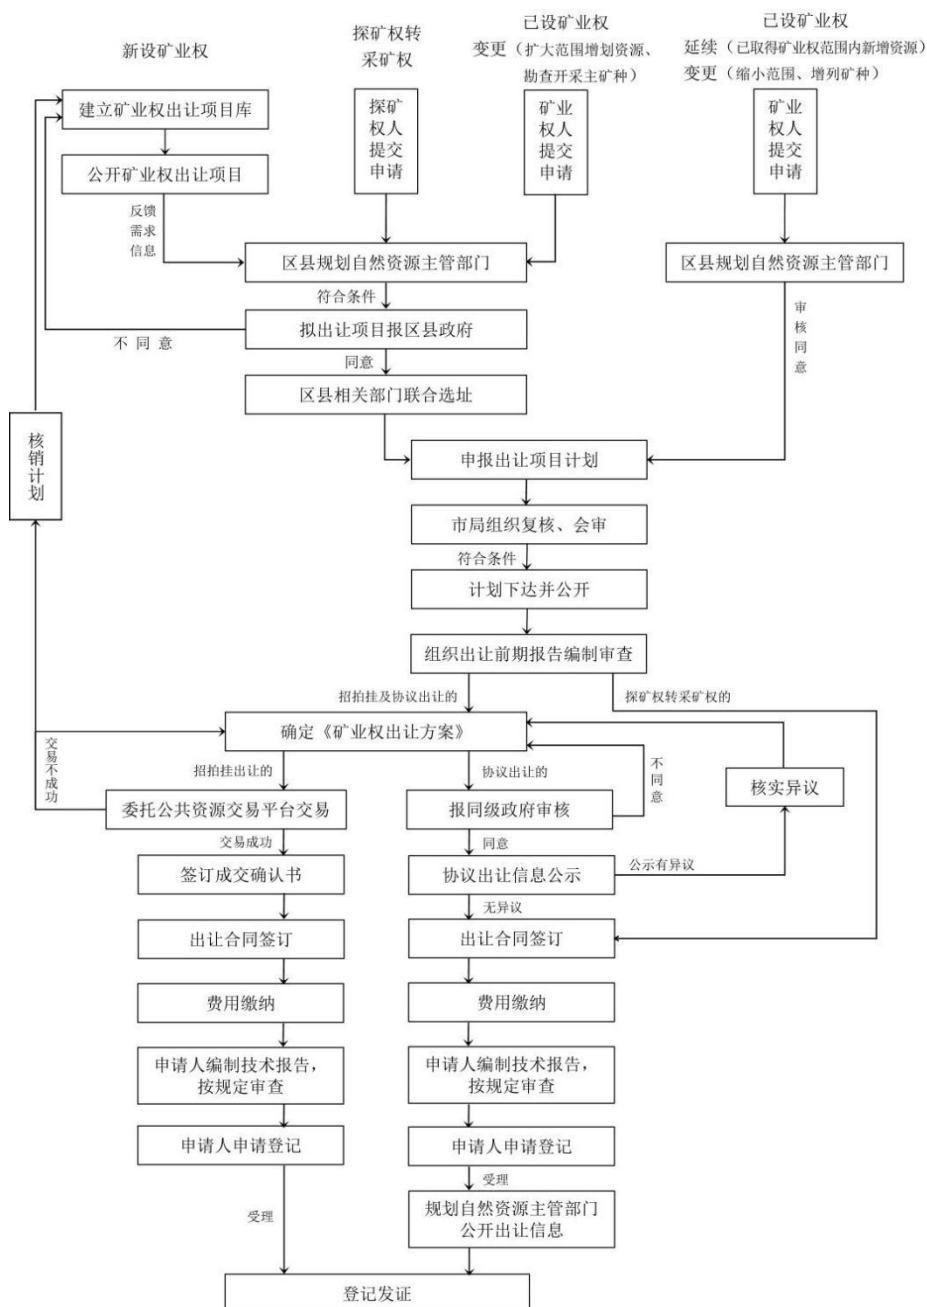 新设矿业权
探矿权转
采矿权
已设矿业权
变更（扩大范围增划资源、
勘查开采主矿种）
已设矿业权
延续（已取得矿业权范围内新增资源）
变更（缩小范围、增列矿种）
建立矿业权出让项目库
探矿
权人
提交
申请
矿业
权人
提交
申请
矿业
权人
提交
申请
公开矿业权出让项目
反馈
需求
信息
区县规划自然资源主管部门
区县规划自然资源主管部门
符合条件
审核同意
拟出让项目报区县政府
不同意
同意
区县相关部门联合选址
核销计划
申报出让项目计划
市局组织复核、会审
符合条件
计划下达并公开
组织出让前期报告编制审查
招拍挂及协议出让的
探矿权转采矿权的
确定《矿业权出让方案》
交易不成功
招拍挂出让的
协议出让的
不同意
核实异议
委托公共资源交易平台交易
报同级政府审核
交易成功
同意
签订成交确认书
协议出让信息公示
公示有异议
无异议
出让合同签订
出让合同签订
费用缴纳
费用缴纳
申请人编制技术报告，
按规定审查
申请人编制技术报告，
按规定审查
申请人申请登记
申请人申请登记
受理
受理
规划自然资源主管部门
公开出让信息
登记发证